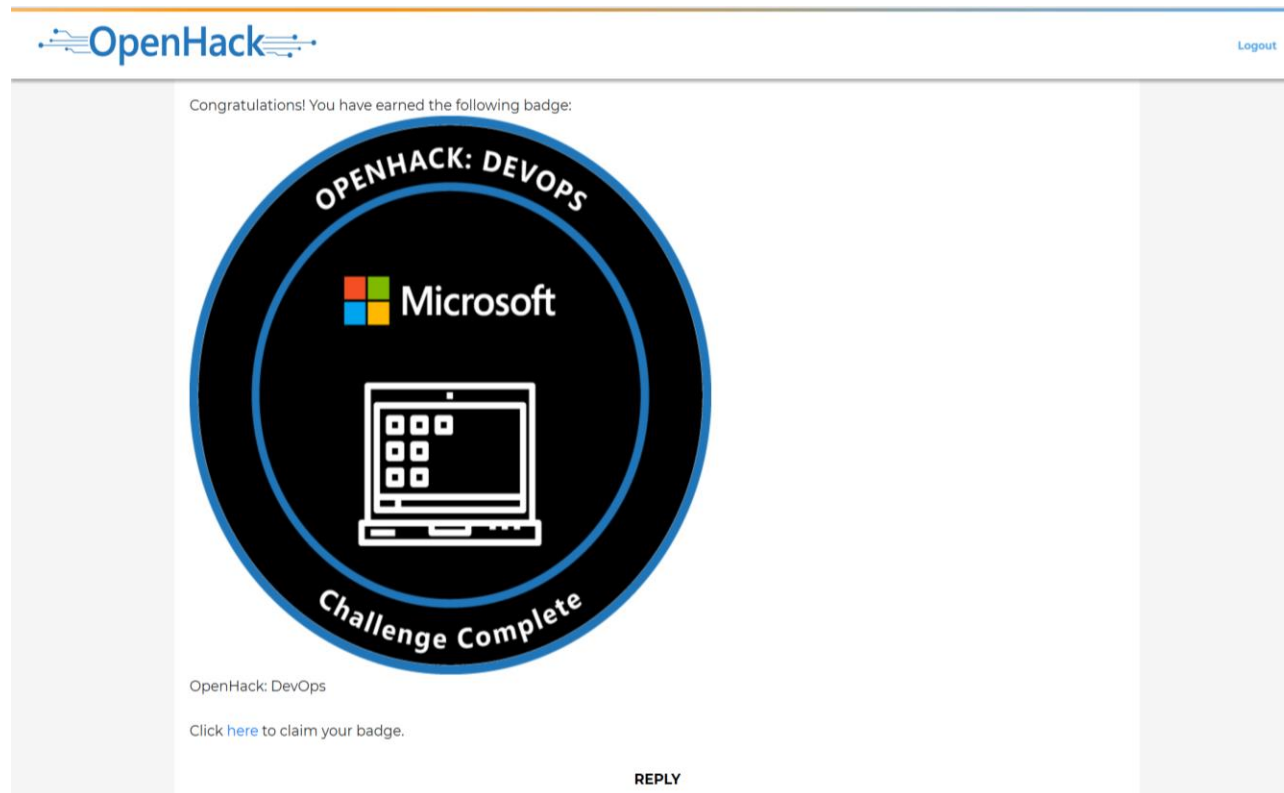 OpenHack
Logout
Congratulations! You have earned the following badge:
OPENHACK: DEVOPS
Microsoft
Challenge Complete
OpenHack: DevOps
Click here to claim your badge.
REPLY